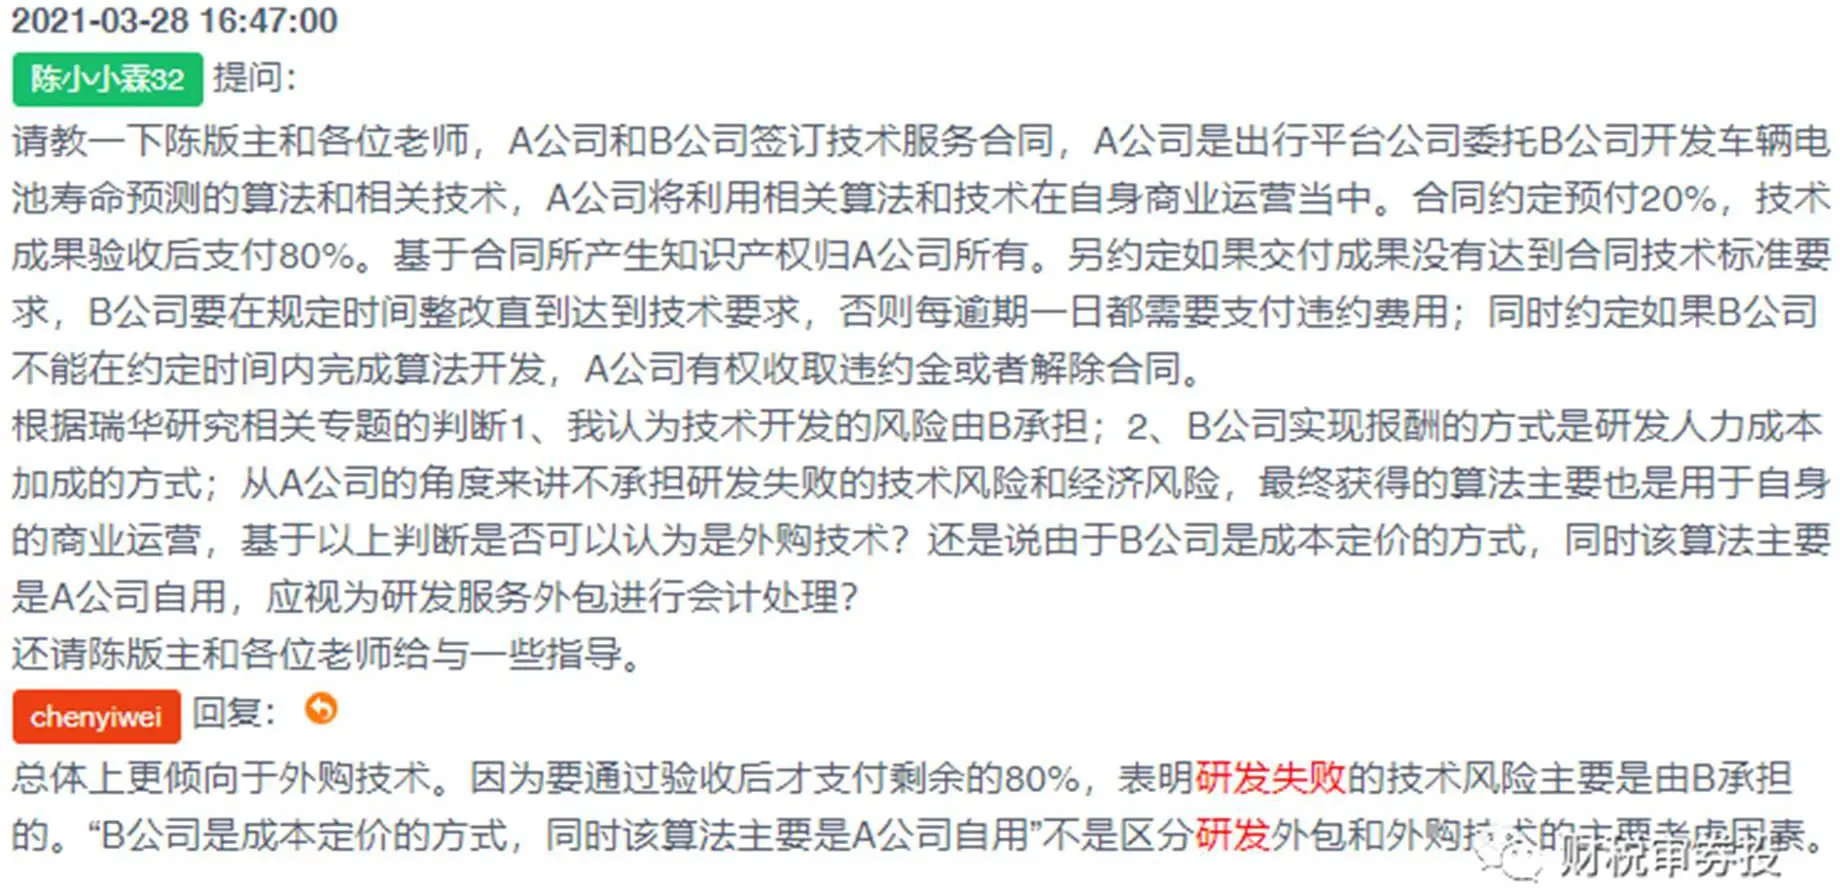 2021-03-28 16:47:00
陈小小霖32 提问：
请教一下陈版主和各位老师，A公司和B公司签订技术服务合同，A公司是出行平台公司委托B公司开发车辆电
池寿命预测的算法和相关技术，A公司将利用相关算法和技术在自身商业运营当中。合同约定预付20%，技术
成果验收后支付80%。基于合同所产生知识产权归A公司所有。另约定如果交付成果没有达到合同技术标准要
求，B公司要在规定时间整改直到达到技术要求，否则每逾期一日都需要支付违约费用；同时约定如果B公司
不能在约定时间内完成算法开发，A公司有权收取违约金或者解除合同。
根据瑞华研究相关专题的判断1、我认为技术开发的风险由B承担；2、B公司实现报酬的方式是研发人力成本
加成的方式；从A公司的角度来讲不承担研发失败的技术风险和经济风险，最终获得的算法主要也是用于自身
的商业运营，基于以上判断是否可以认为是外购技术？还是说由于B公司是成本定价的方式，同时该算法主要
是A公司自用，应视为研发服务外包进行会计处理？
还请陈版主和各位老师给与一些指导。
chenyiwei 回复：
总体上更倾向于外购技术。因为要通过验收后才支付剩余的80%，表明研发失败的技术风险主要是由B承担
的。“B公司是成本定价的方式，同时该算法主要是A公司自用”不是区分研发外包和外购技术的主要考虑因素。
财税审券投